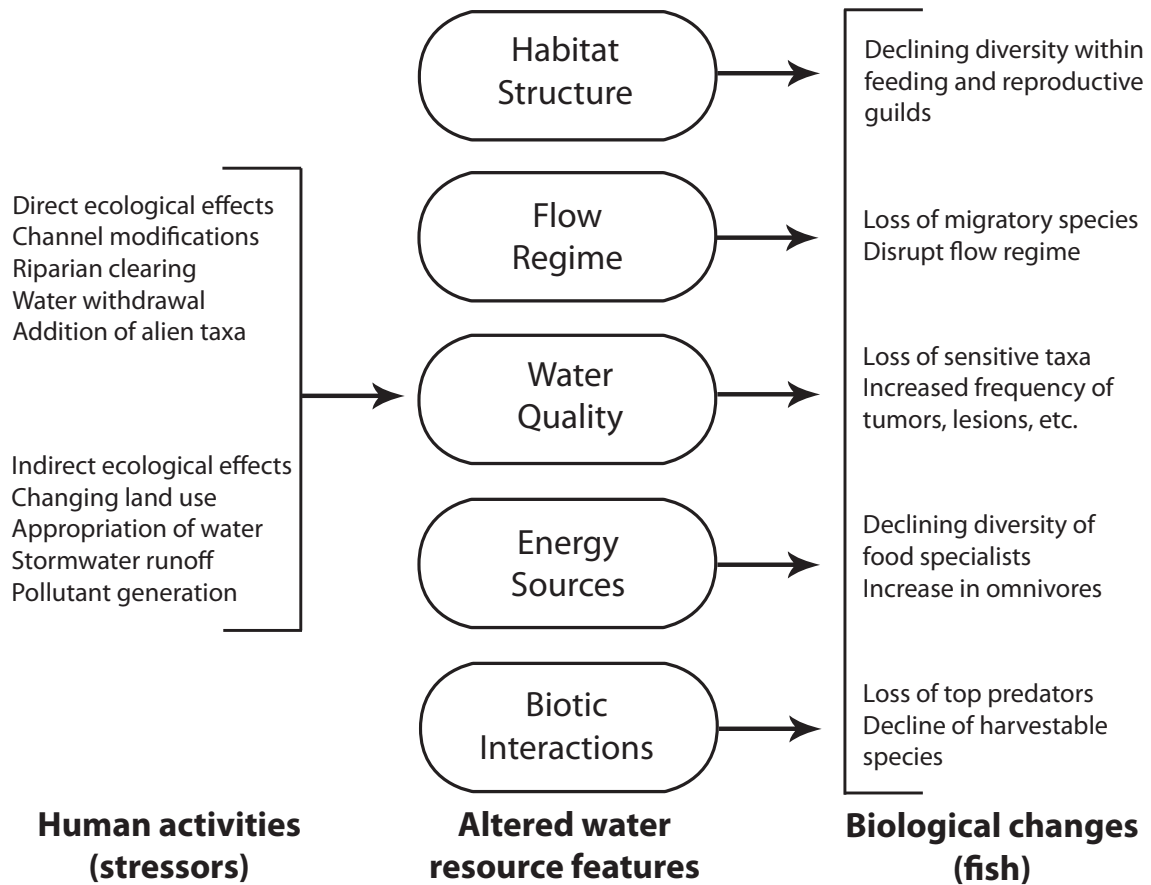 Direct ecological effects
Channel modifications
Riparian clearing
Water withdrawal
Addition of alien taxa
Indirect ecological effects
Changing land use
Appropriation of water
Stormwater runoff
Pollutant generation
Human activities
(stressors)
Habitat
Structure
Flow
Regime
Water
Quality
Energy
Sources
Biotic
Interactions
Altered water
resource features
Declining diversity within
feeding and reproductive
guilds
Loss of migratory species
Disrupt flow regime
Loss of sensitive taxa
Increased frequency of
tumors, lesions, etc.
Declining diversity of
food specialists
Increase in omnivores
Loss of top predators
Decline of harvestable
species
Biological changes
(fish)